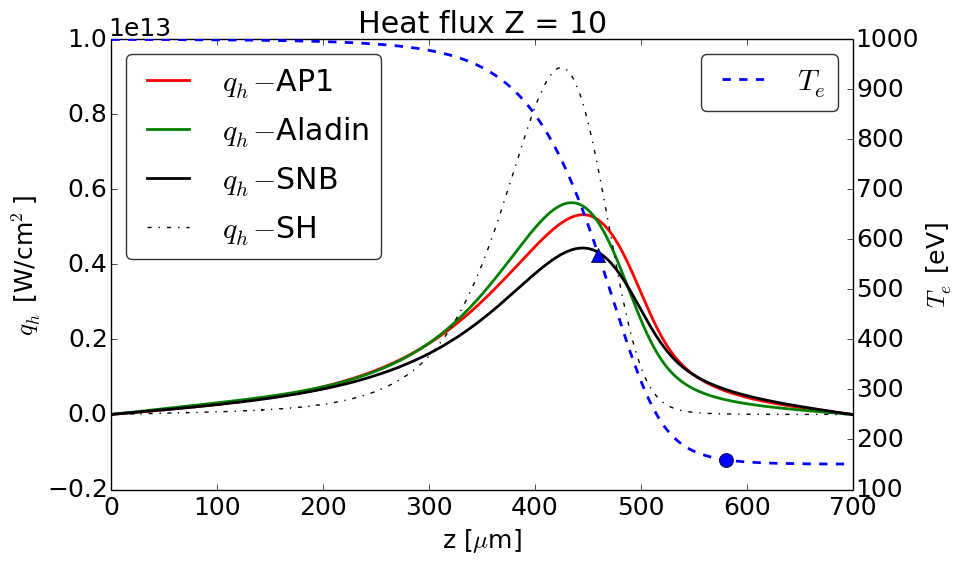 Heat flux Z = 10
1e13
1.0
0.8
0.6
0.4
0.2
0.0
−0.2
q_h [W/cm²]
q_h −AP1
q_h −Aladin
q_h −SNB
q_h −SH
T_e
1000
900
800
700
600
500
400
300
200
100
T_e [eV]
0 100 200 300 400 500 600 700
z [μm]